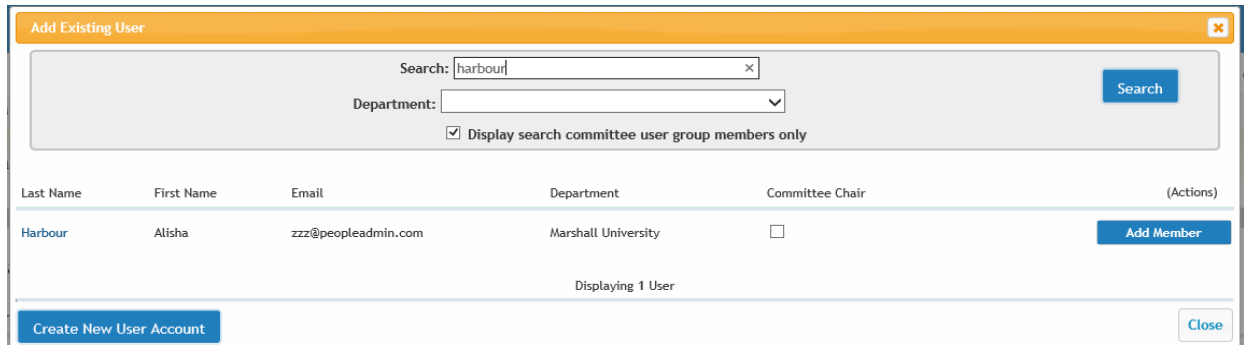 Add Existing User
Search: harbour
Search
Department:
Display search committee user group members only
Last Name First Name Email Department Committee Chair (Actions)
Harbour Alisha zzz@peopleadmin.com Marshall University Add Member
Displaying 1 User
Create New User Account Close